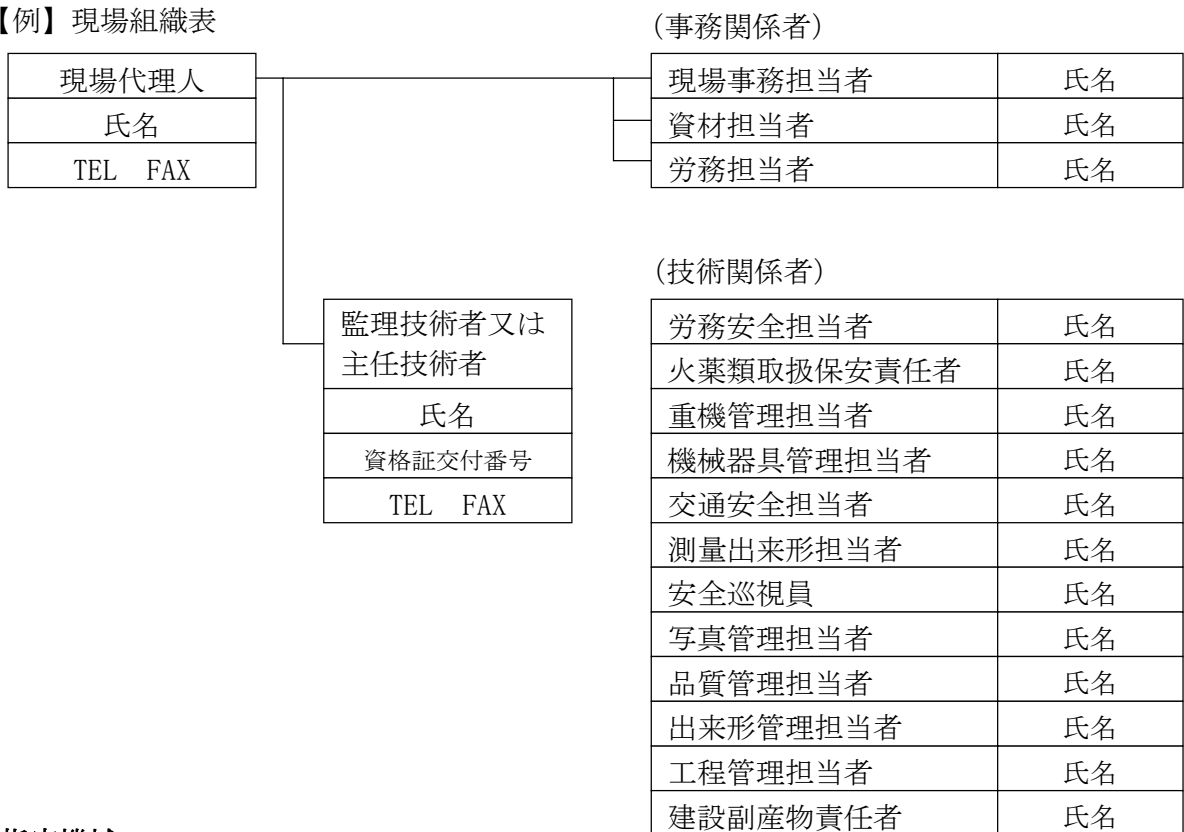 【例】現場組織表
(事務関係者)
現場代理人
氏名
TEL FAX
現場事務担当者 氏名
資材担当者 氏名
労務担当者 氏名
(技術関係者)
監理技術者又は
主任技術者
氏名
資格証交付番号
TEL FAX
労務安全担当者 氏名
火薬類取扱保安責任者 氏名
重機管理担当者 氏名
機械器具管理担当者 氏名
交通安全担当者 氏名
測量出来形担当者 氏名
安全巡視員 氏名
写真管理担当者 氏名
品質管理担当者 氏名
出来形管理担当者 氏名
工程管理担当者 氏名
建設副産物責任者 氏名